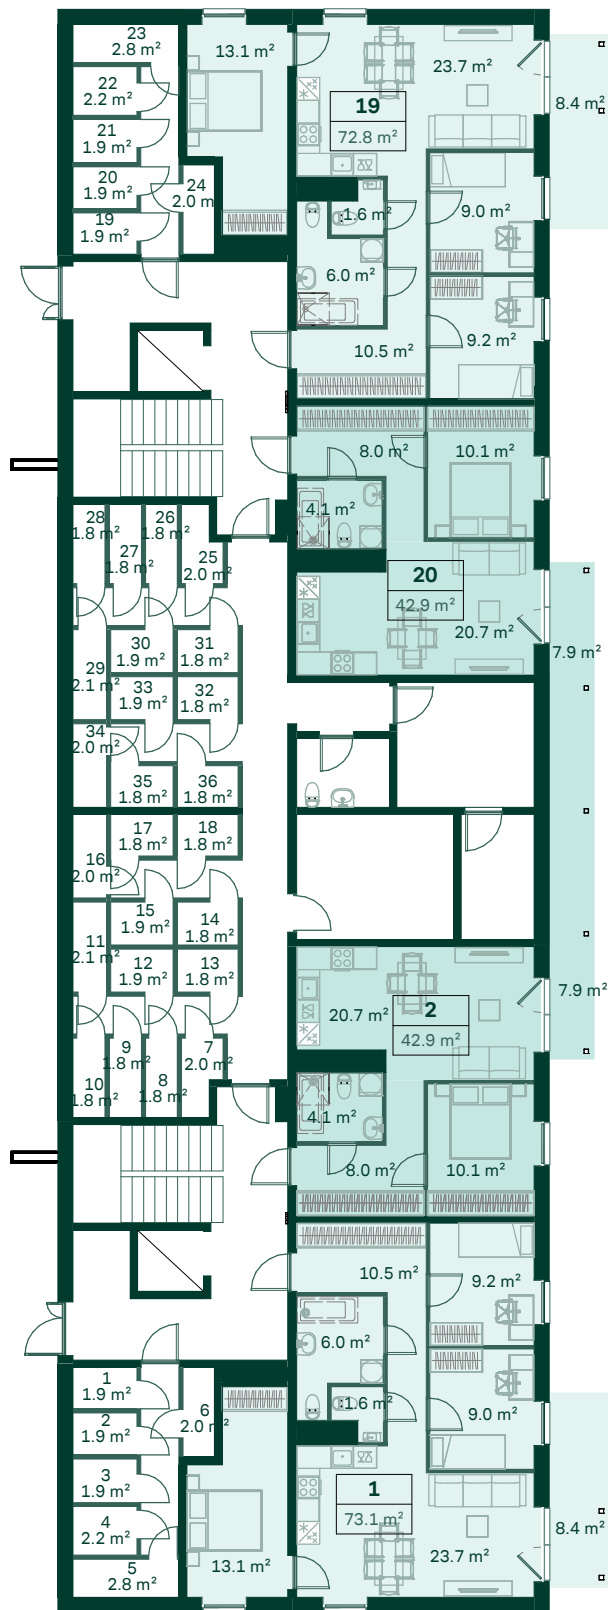 23
2.8 m²
13.1 m²
23.7 m²
22
2.2 m²
19
72.8 m²
8.4 m²
21
1.9 m²
20
1.9 m²
24
2.0 m
19
1.9 m²
1.6 m²
9.0 m²
6.0 m²
9.2 m²
10.5 m²
8.0 m²
10.1 m²
4.1 m²
28
1.8 m²
26
1.8 m²
27
1.8 m²
25
2.0 m²
20
42.9 m²
20.7 m²
7.9 m²
30
1.9 m²
31
1.8 m²
29
2.1 m²
33
1.9 m²
32
1.8 m²
34
2.0 m²
35
1.8 m²
36
1.8 m²
17
1.8 m²
18
1.8 m²
16
2.0 m²
15
1.9 m²
14
1.8 m²
11
2.1 m²
12
1.9 m²
13
1.8 m²
7.9 m²
20.7 m²
2
42.9 m²
9
1.8 m²
7
2.0 m²
10
1.8 m²
8
1.8 m²
4.1 m²
8.0 m²
10.1 m²
10.5 m²
9.2 m²
6.0 m²
1
1.9 m²
6
2.0 m²
1.6 m²
9.0 m²
2
1.9 m²
3
1.9 m²
1
73.1 m²
8.4 m²
4
2.2 m²
23.7 m²
13.1 m²
5
2.8 m²